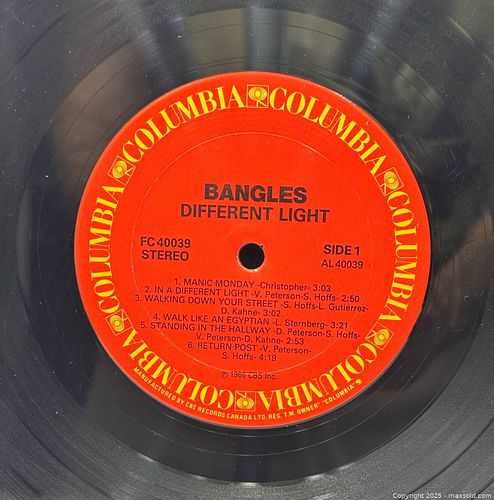 COLUMBIA COLUMBIA COLUMBIA COLUMBIA COLUMBIA COLUMBIA
BANGLES
DIFFERENT LIGHT
FC 40039
STEREO
SIDE 1
AL 40039
1. MANIC MONDAY -Christopher- 3:03
2. IN A DIFFERENT LIGHT -V. Peterson-S. Hoffs- 2:50
3. WALKING DOWN YOUR STREET -S. Hoffs-L. Gutierrez-
D. Kahne- 3:02
4. WALK LIKE AN EGYPTIAN -L. Sternberg- 3:21
5. STANDING IN THE HALLWAY -D. Peterson-S. Hoffs-
V. Peterson-D. Kahne- 2:53
6. RETURN POST -V. Peterson-
S. Hoffs- 4:19
℗ 1986 CBS Inc.
MANUFACTURED BY CBS RECORDS CANADA LTD. REG. T.M. OWNER "COLUMBIA"
Copyright 2025 - maxsold.com